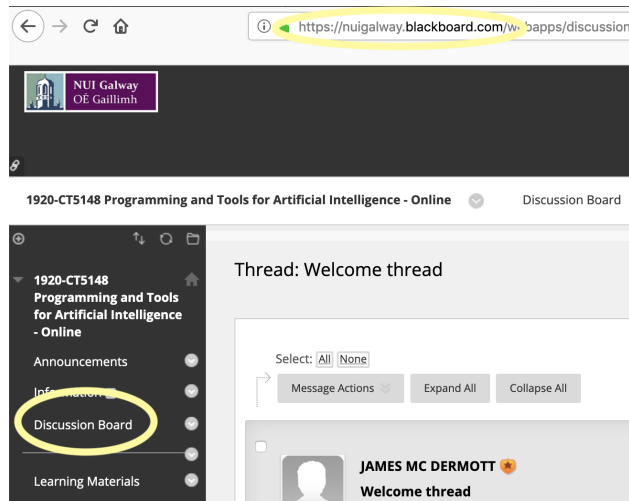 https://nuigalway.blackboard.com/webapps/discussion
NUI Galway
OÉ Gaillimh
1920-CT5148 Programming and Tools for Artificial Intelligence - Online
Discussion Board
1920-CT5148
Programming and Tools
for Artificial Intelligence
- Online
Announcements
Information
Discussion Board
Learning Materials
Thread: Welcome thread
Select: All None
Message Actions
Expand All
Collapse All
JAMES MC DERMOTT
Welcome thread